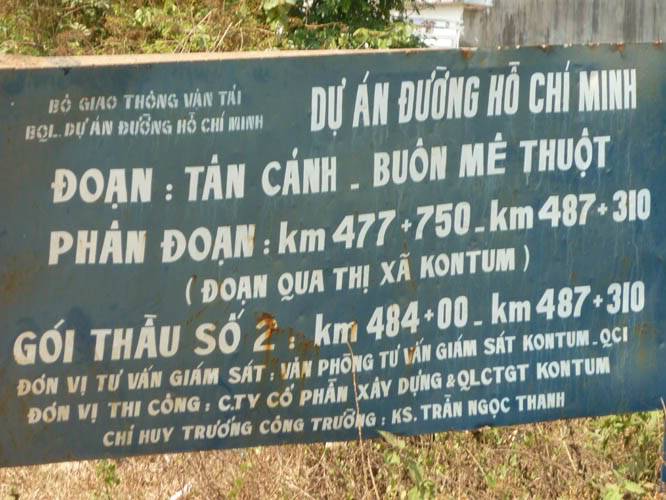 BỘ GIAO THÔNG VẬN TẢI
BQL. DỰ ÁN ĐƯỜNG HỒ CHÍ MINH
DỰ ÁN ĐƯỜNG HỒ CHÍ MINH
ĐOẠN : TÂN CẢNH - BUÔN MÊ THUỘT
PHÂN ĐOẠN : km 477+750 - km 487+310
( ĐOẠN QUA THỊ XÃ KONTUM )
GÓI THẦU SỐ 2 : km 484+00 - km 487+310
ĐƠN VỊ TƯ VẤN GIÁM SÁT : VĂN PHÒNG TƯ VẤN GIÁM SÁT KONTUM - QCI
ĐƠN VỊ THI CÔNG : C.TY CỔ PHẦN XÂY DỰNG & QLCTGT KONTUM
CHỈ HUY TRƯỞNG CÔNG TRƯỜNG : KS. TRẦN NGỌC THANH